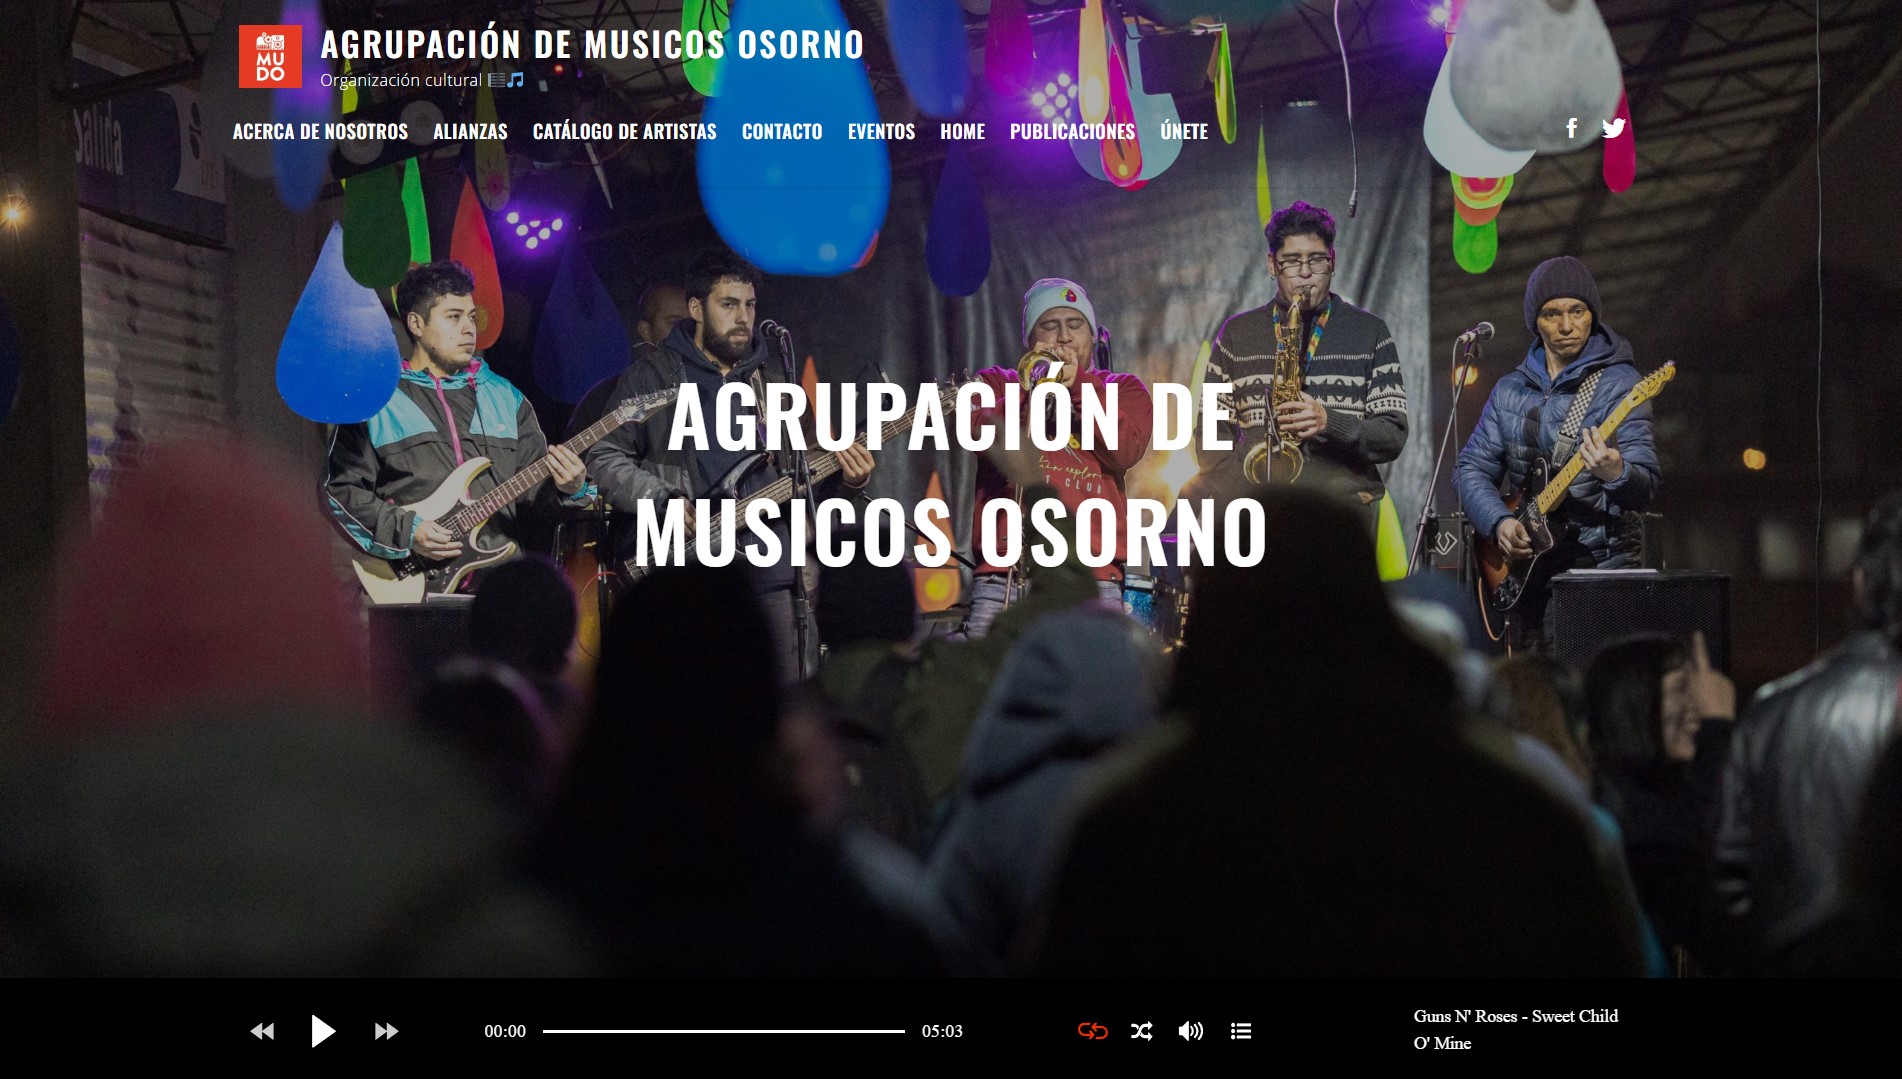 MU
DO
AGRUPACIÓN DE MUSICOS OSORNO
Organización cultural 🎼🎵
ACERCA DE NOSOTROS ALIANZAS CATÁLOGO DE ARTISTAS CONTACTO EVENTOS HOME PUBLICACIONES ÚNETE
Salida
AGRUPACIÓN DE
MUSICOS OSORNO
00:00 05:03
Guns N' Roses - Sweet Child
O' Mine